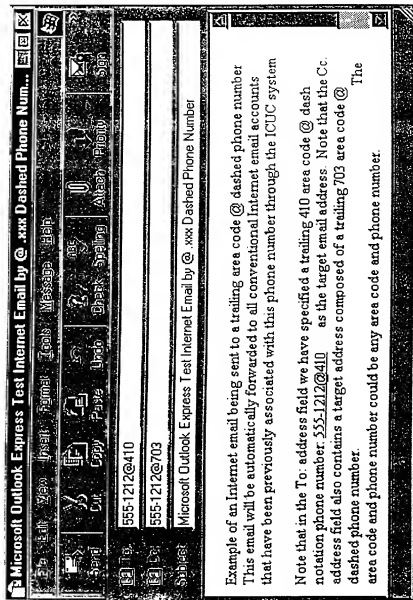 Microsoft Outlook Express Test Internet Email by @ .xxx Dashed Phone Num...
File Edit View Insert Format Tools Message Help
Send Cut Copy Paste Undo Check Spelling Attach Priority Sign
To: 555-1212@410
Cc: 555-1212@703
Subject: Microsoft Outlook Express Test Internet Email by @ .xxx Dashed Phone Number
Example of an Internet email being sent to a trailing area code @ dashed phone number
This email will be automatically forwarded to all conventional Internet email accounts
that have been previously associated with this phone number through the ICUC system
Note that in the To: address field we have specified a trailing 410 area code @ dash
notation phone number: 555-1212@410 as the target email address. Note that the Cc.
address field also contains a target address composed of a trailing 703 area code @
dashed phone number. The
area code and phone number could be any area code and phone number.